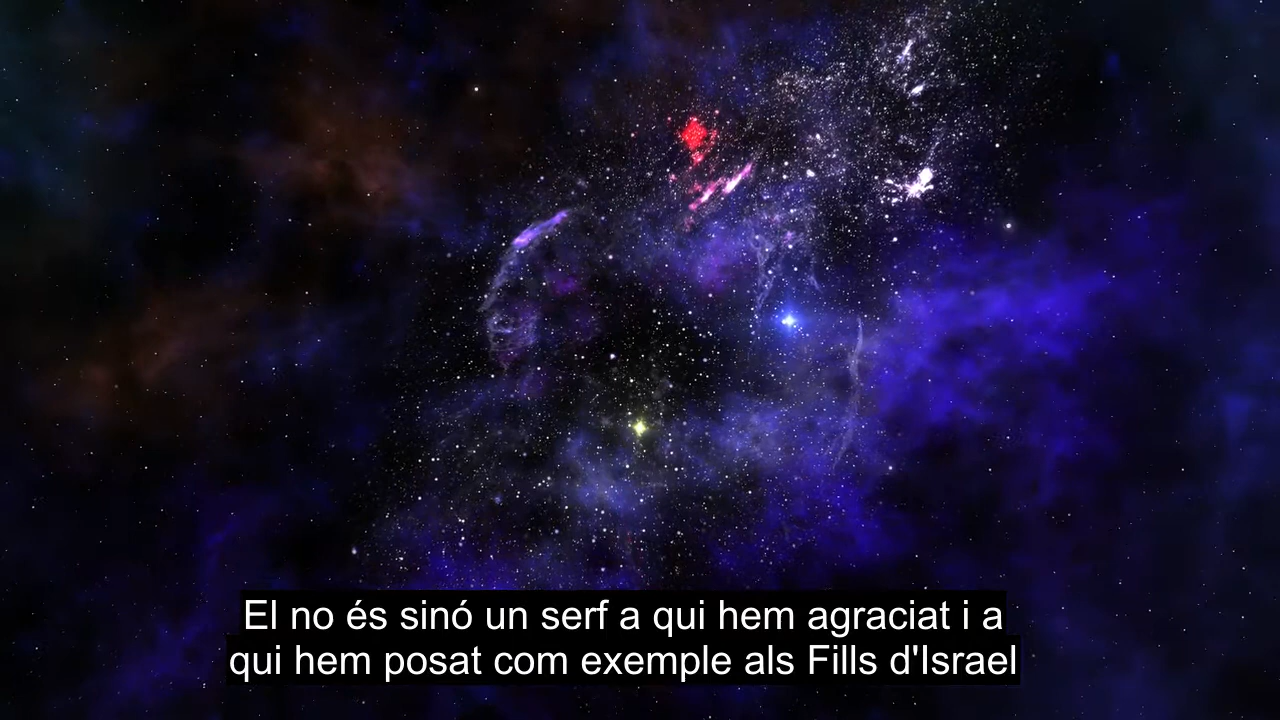 El no és sinó un serf a qui hem agraciat i a
qui hem posat com exemple als Fills d'Israel